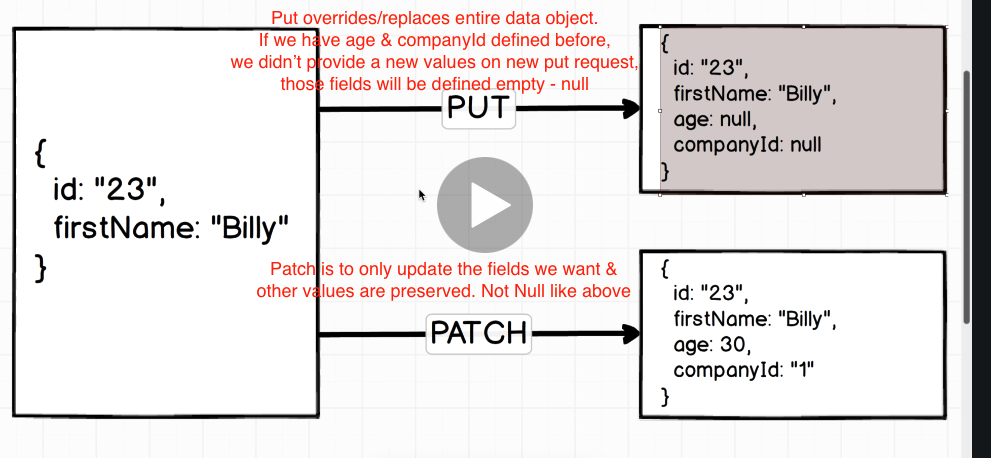 Put overrides/replaces entire data object.
If we have age & companyId defined before,
we didn't provide a new values on new put request,
those fields will be defined empty - null
PUT
{
id: "23",
firstName: "Billy"
}
{
id: "23",
firstName: "Billy",
age: null,
companyId: null
}
Patch is to only update the fields we want &
other values are preserved. Not Null like above
PATCH
{
id: "23",
firstName: "Billy",
age: 30,
companyId: "1"
}